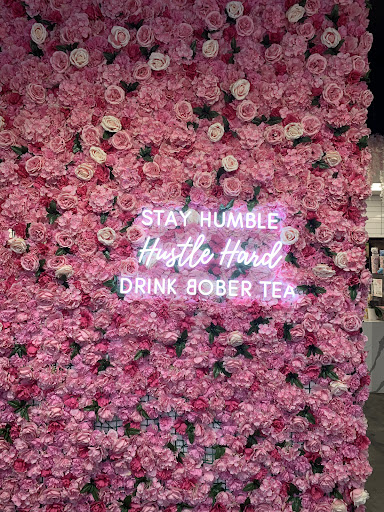 STAY HUMBLE
Hustle Hard
DRINK BOBER TEA